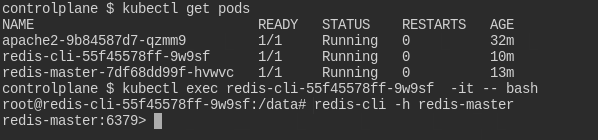 controlplane $ kubectl get pods
NAME READY STATUS RESTARTS AGE
apache2-9b84587d7-qzmm9 1/1 Running 0 32m
redis-cli-55f45578ff-9w9sf 1/1 Running 0 10m
redis-master-7df68dd99f-hvwvc 1/1 Running 0 13m
controlplane $ kubectl exec redis-cli-55f45578ff-9w9sf -it -- bash
root@redis-cli-55f45578ff-9w9sf:/data# redis-cli -h redis-master
redis-master:6379>